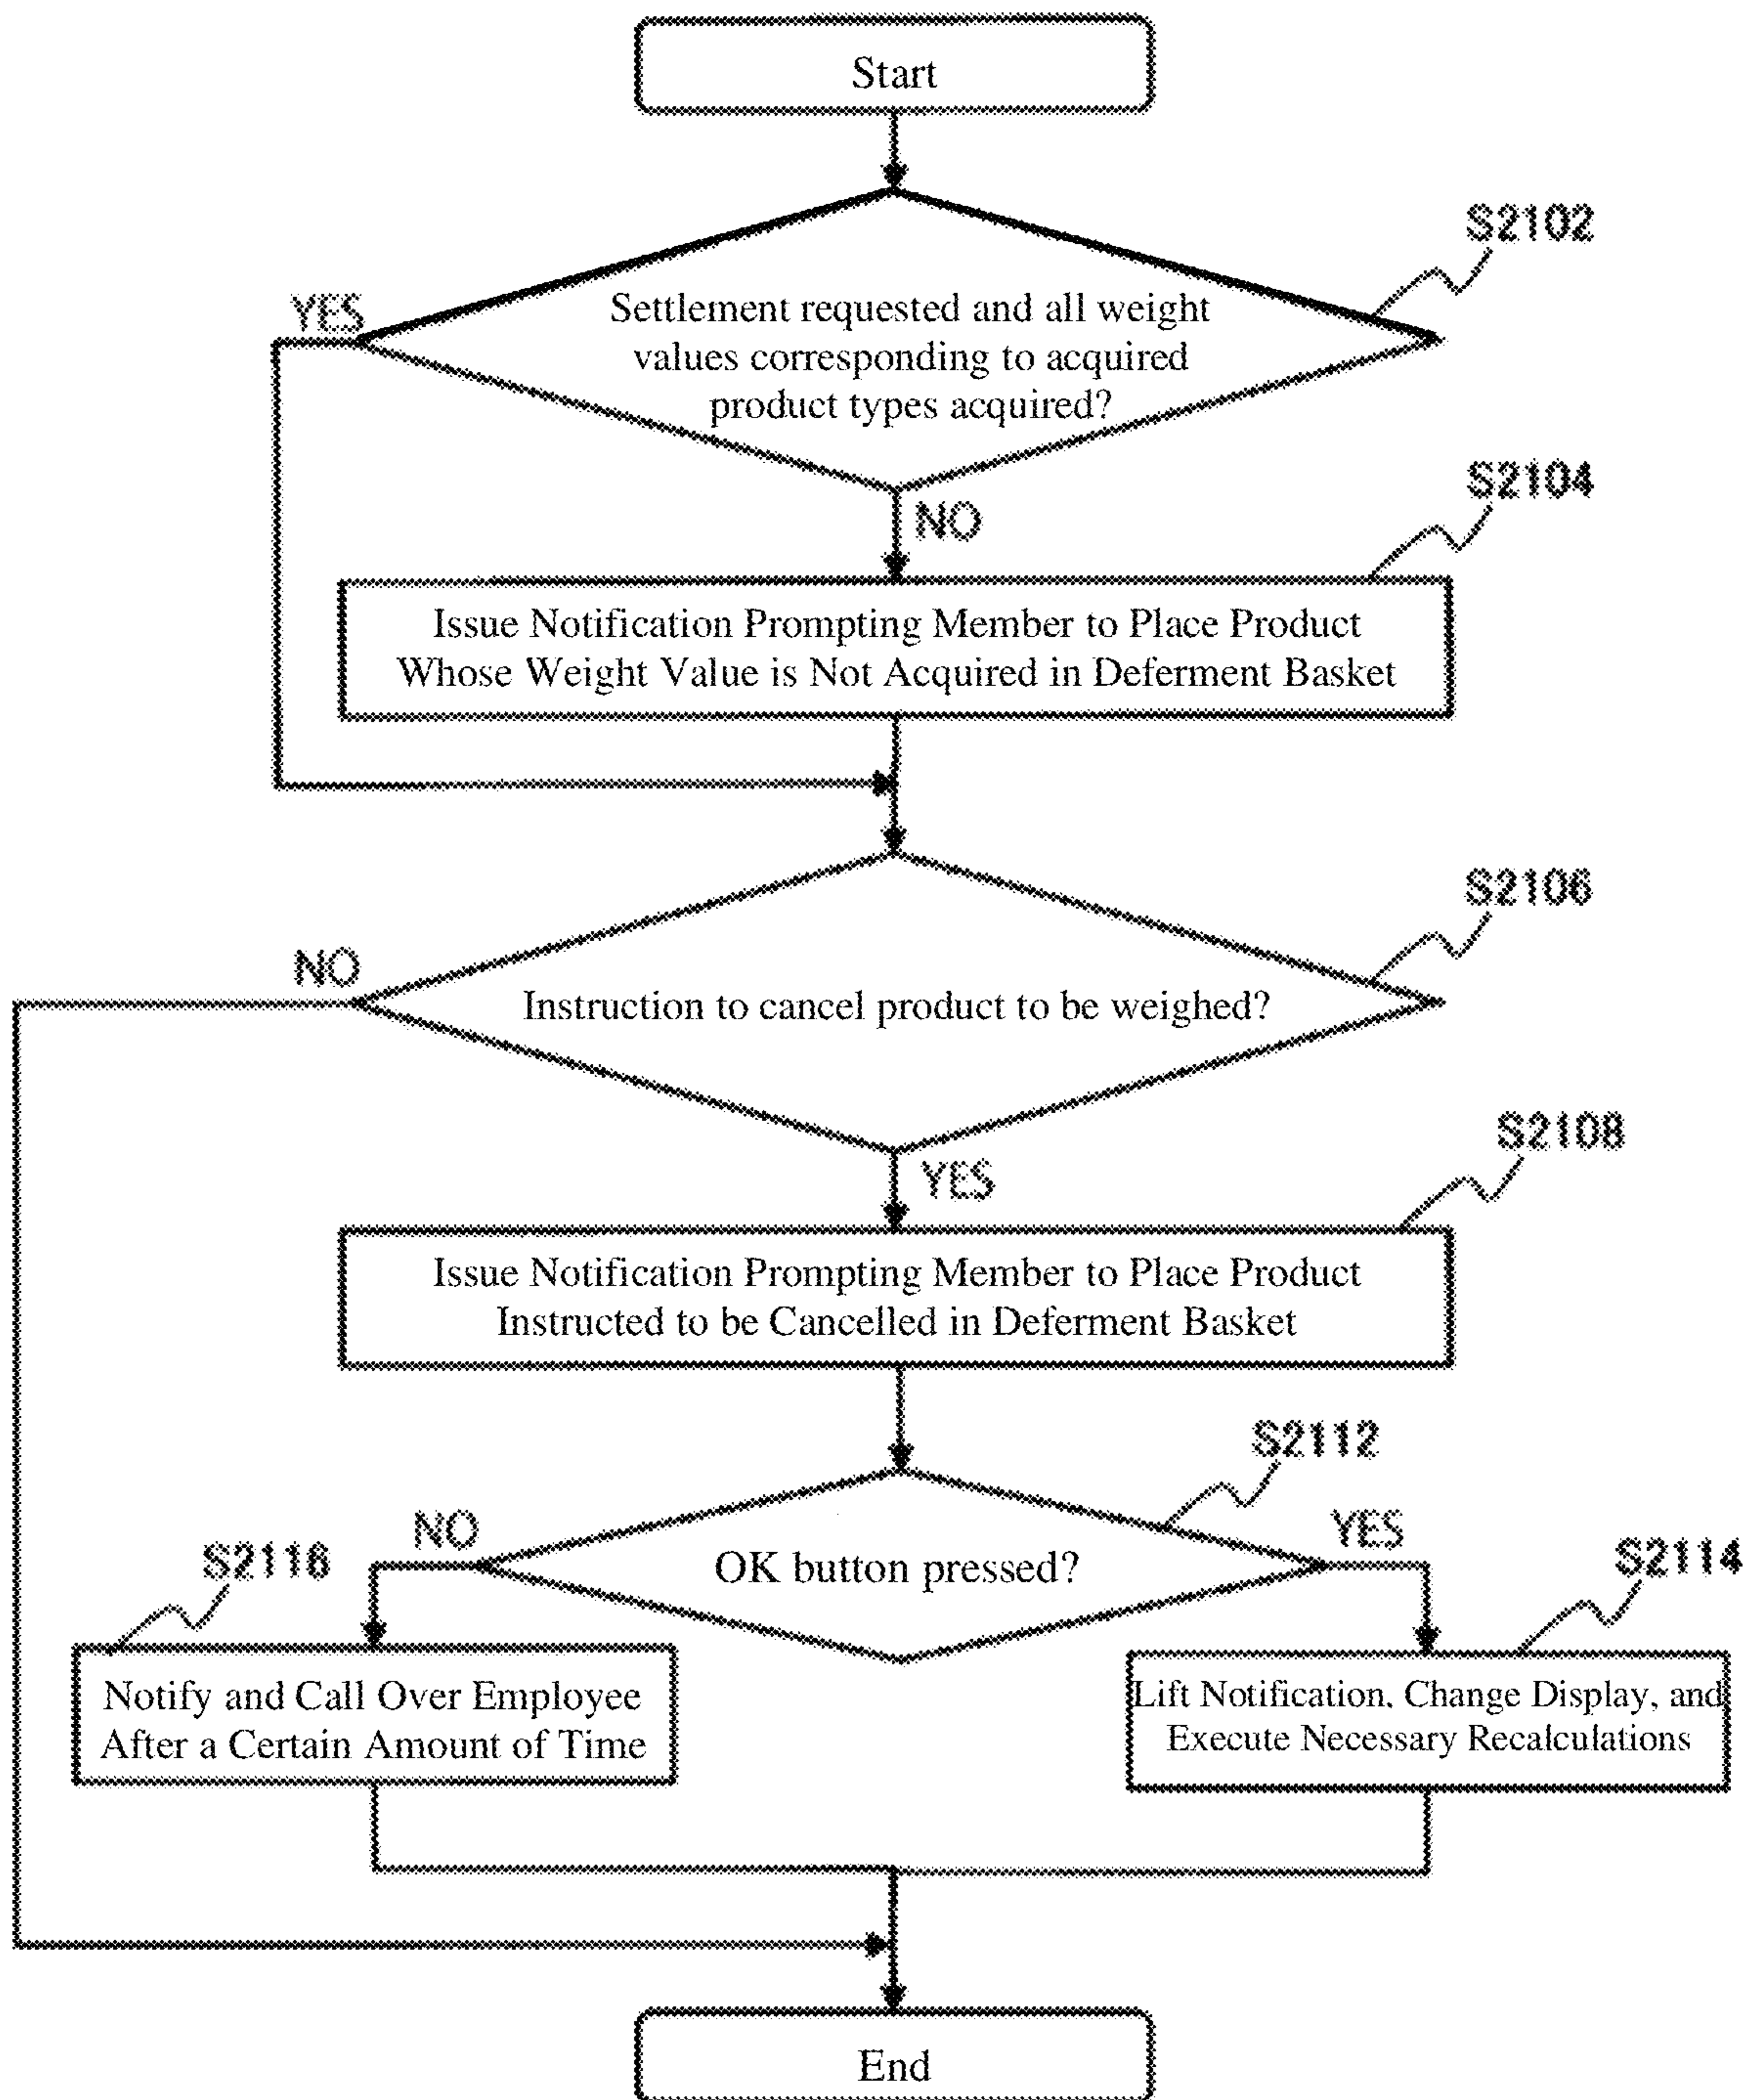 Start
S2102
YES
Settlement requested and all weight
values corresponding to acquired
product types acquired?
S2104
NO
Issue Notification Prompting Member to Place Product
Whose Weight Value is Not Acquired in Deferment Basket
S2106
NO
Instruction to cancel product to be weighed?
S2108
YES
Issue Notification Prompting Member to Place Product
Instructed to be Cancelled in Deferment Basket
S2112
NO
YES
S2116
OK button pressed?
S2114
Notify and Call Over Employee
After a Certain Amount of Time
Lift Notification, Change Display, and
Execute Necessary Recalculations
End